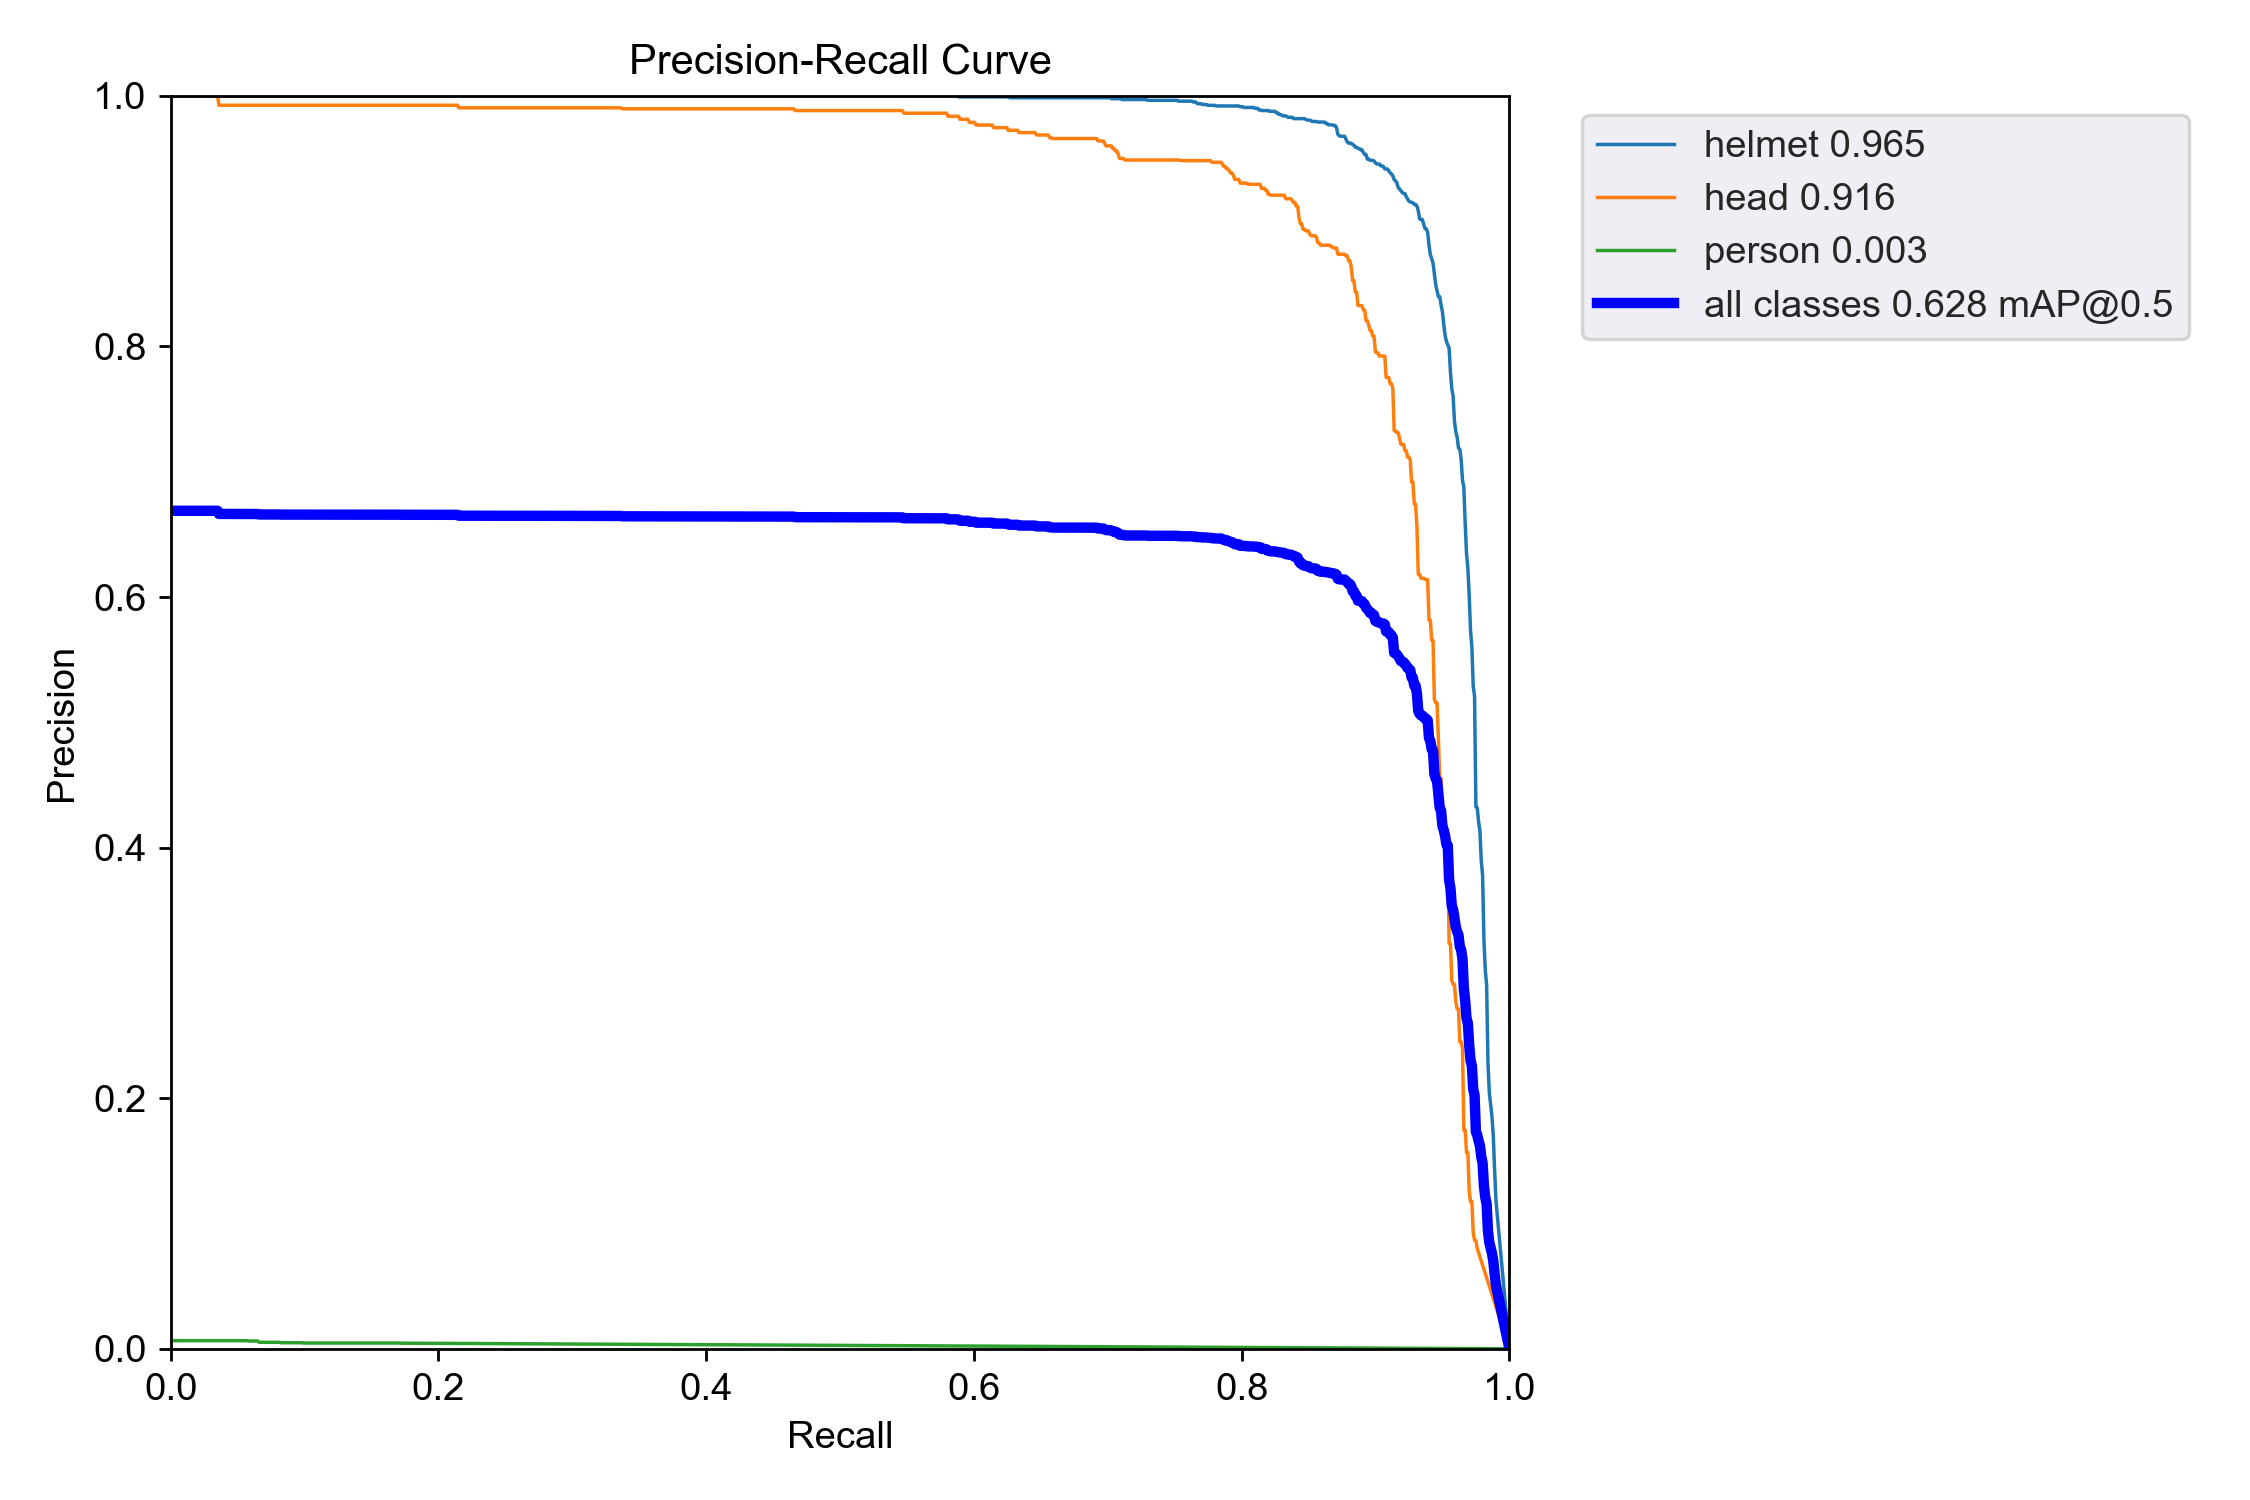 Precision-Recall Curve
1.0
0.8
0.6
0.4
0.2
0.0
Precision
0.0 0.2 0.4 0.6 0.8 1.0
Recall
helmet 0.965
head 0.916
person 0.003
all classes 0.628 mAP@0.5